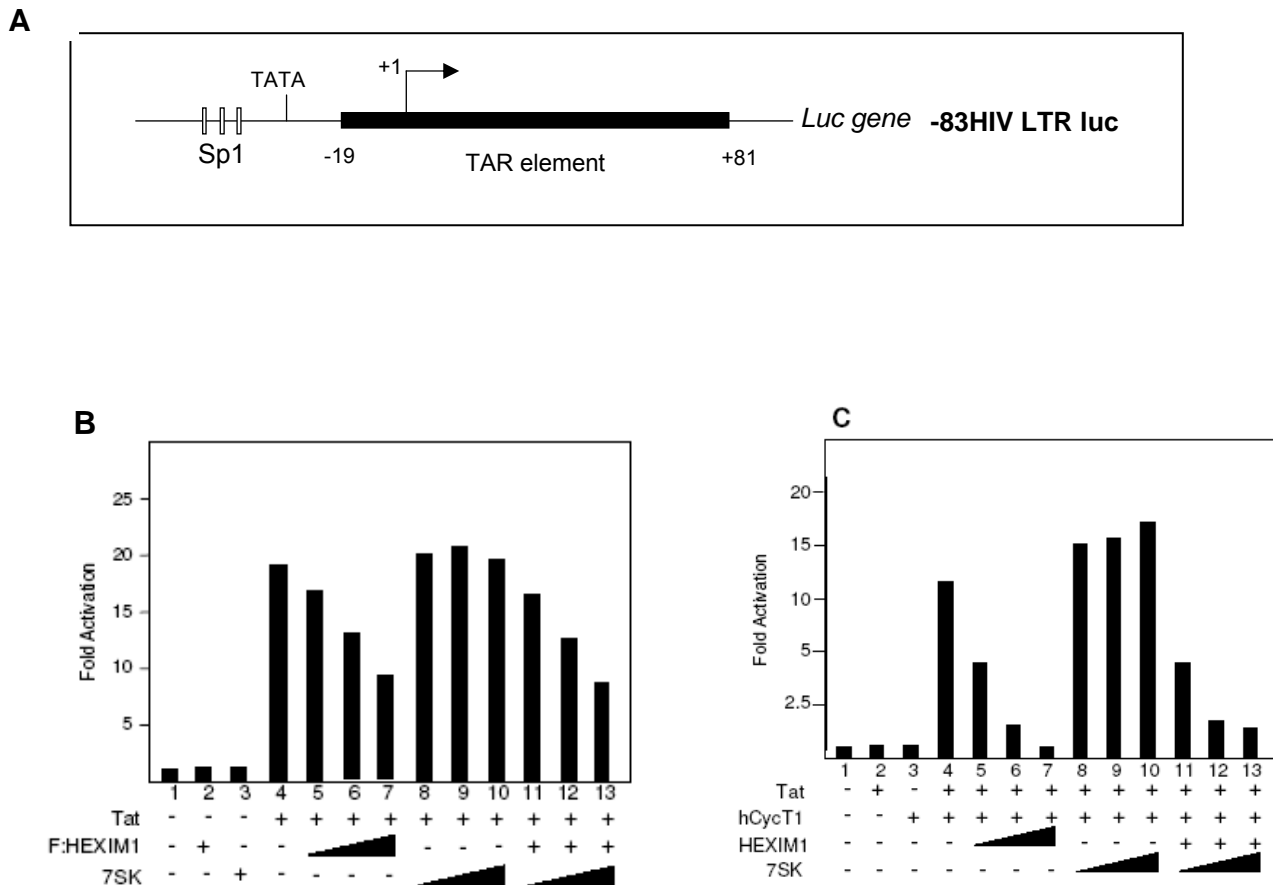 A
TATA
+1
Sp1
-19
TAR element
+81
Luc gene -83HIV LTR luc
B
Fold Activation
25
20
15
10
5
1 2 3 4 5 6 7 8 9 10 11 12 13
Tat - - - + + + + + + + + + +
F:HEXIM1 - + - - - - - + + +
7SK - - + - - - -
C
Fold Activation
20
15
10
5
2.5
1 2 3 4 5 6 7 8 9 10 11 12 13
Tat - + - + + + + + + + + + +
hCycT1 - - + + + + + + + + + + +
HEXIM1 - - - - - - - + + +
7SK - - - - - - -